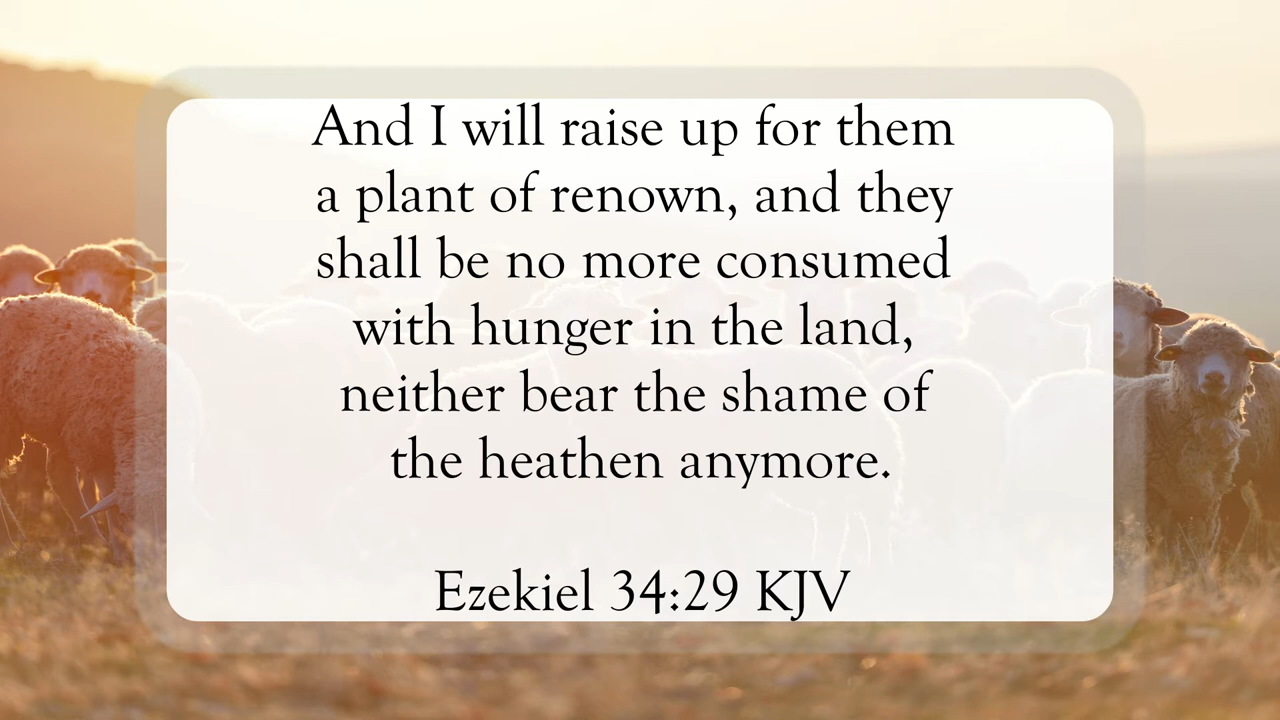 And I will raise up for them
a plant of renown, and they
shall be no more consumed
with hunger in the land,
neither bear the shame of
the heathen anymore.
Ezekiel 34:29 KJV